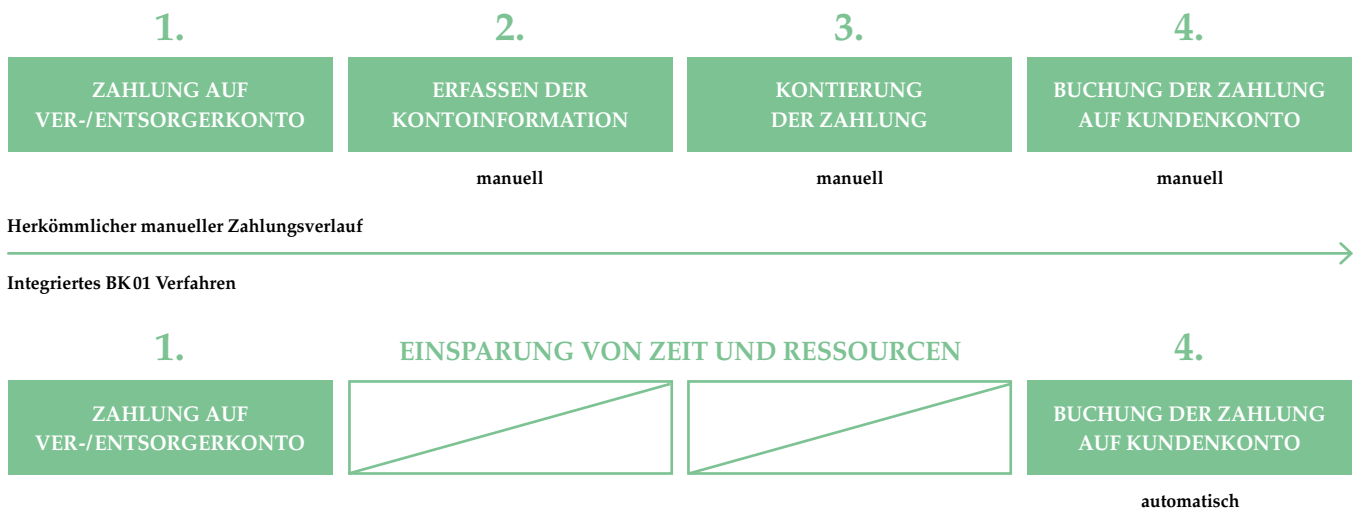 1.
2.
3.
4.
ZAHLUNG AUF
VER-/ENTSORGERKONTO
ERFASSEN DER
KONTOINFORMATION
KONTIERUNG
DER ZAHLUNG
BUCHUNG DER ZAHLUNG
AUF KUNDENKONTO
manuell
manuell
manuell
Herkömmlicher manueller Zahlungsverlauf
Integriertes BK01 Verfahren
1.
EINSPARUNG VON ZEIT UND RESSOURCEN
4.
ZAHLUNG AUF
VER-/ENTSORGERKONTO
BUCHUNG DER ZAHLUNG
AUF KUNDENKONTO
automatisch